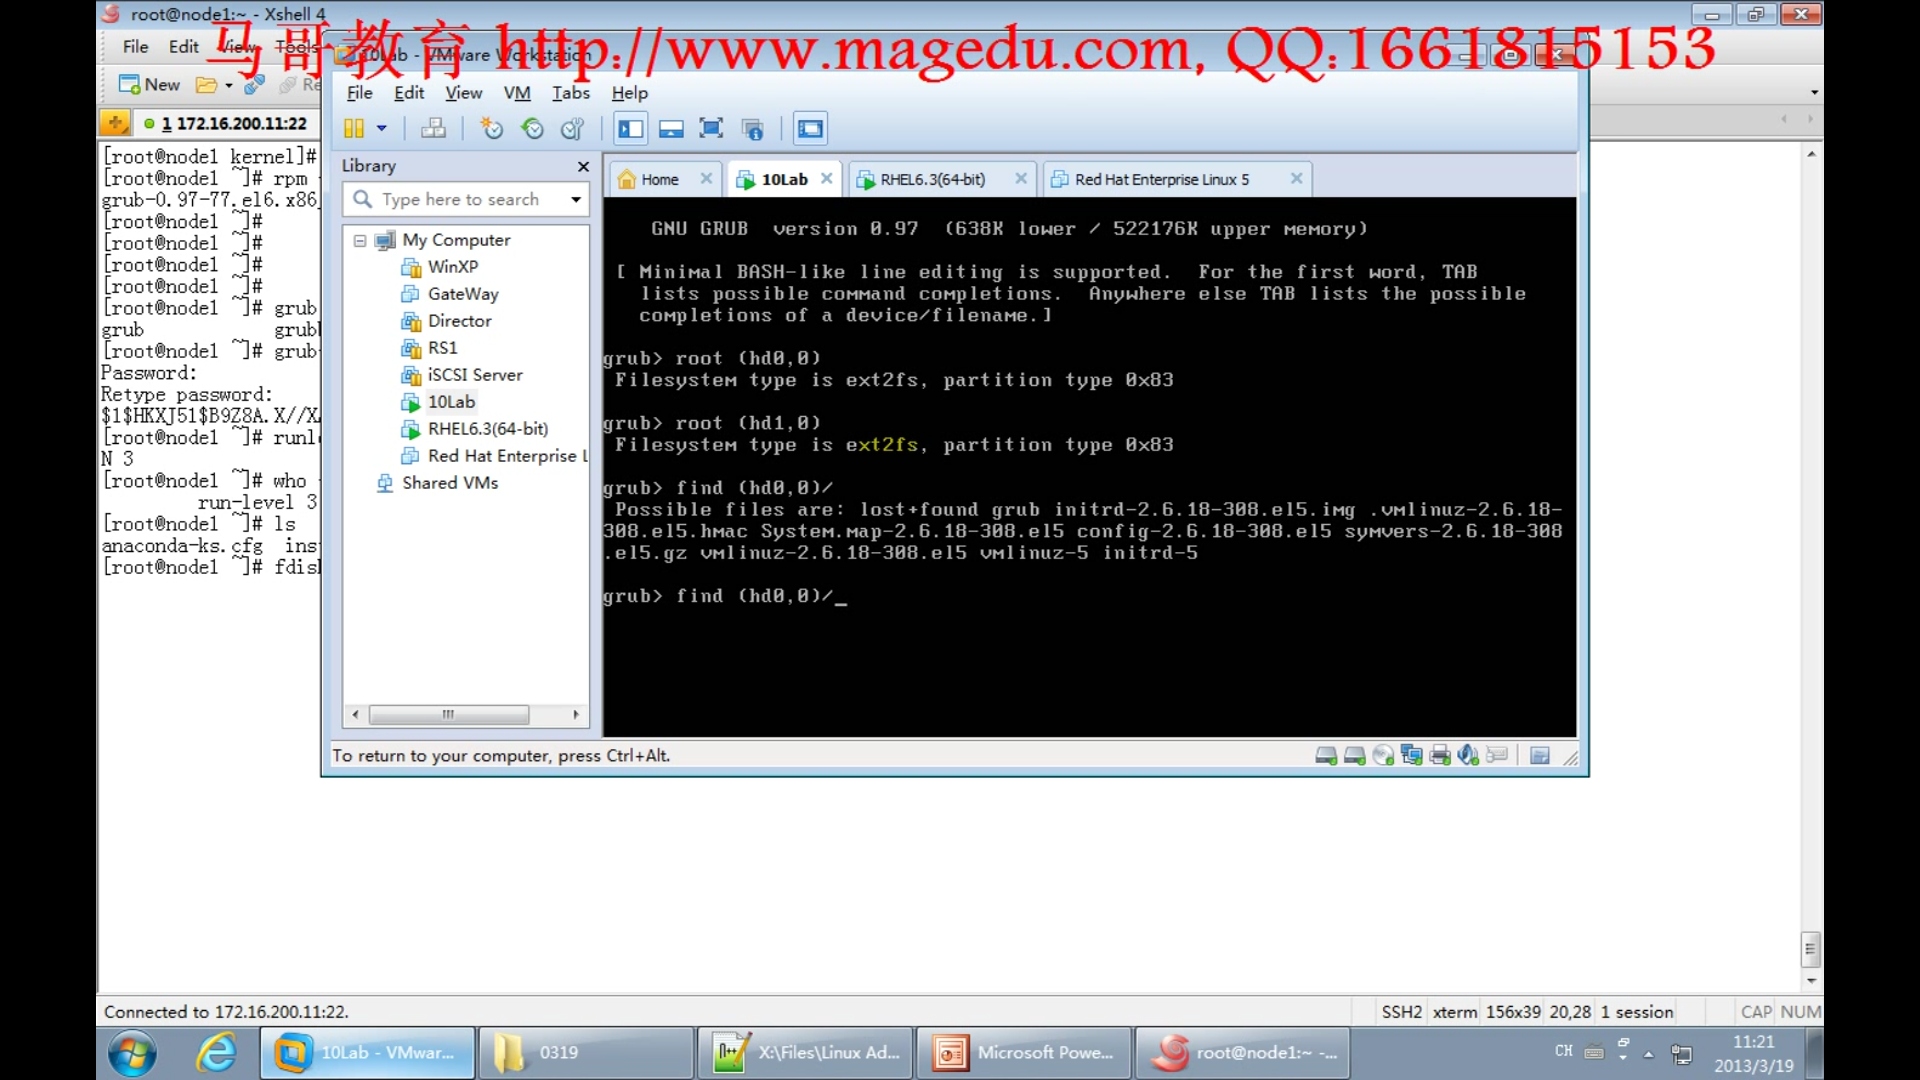 root@node1:~ - Xshell 4
马哥教育 http://www.magedu.com, QQ:1661815153
File Edit View Tools
10Lab - VMware Workstation
New
Re
File Edit View VM Tabs Help
1 172.16.200.11:22
Library
Type here to search
Home
10Lab
RHEL6.3(64-bit)
Red Hat Enterprise Linux 5
My Computer
WinXP
GateWay
Director
RS1
iSCSI Server
10Lab
RHEL6.3(64-bit)
Red Hat Enterprise L
Shared VMs
[root@node1 kernel]#
[root@node1 ~]# rpm
grub-0.97-77.el6.x86_
[root@node1 ~]#
[root@node1 ~]#
[root@node1 ~]#
[root@node1 ~]#
[root@node1 ~]# grub
grub grub
[root@node1 ~]# grub
Password:
Retype password:
$1$HKXJ51$B9Z8A.X//X
[root@node1 ~]# runl
N 3
[root@node1 ~]# who
run-level 3
[root@node1 ~]# ls
anaconda-ks.cfg ins
[root@node1 ~]# fdis
GNU GRUB version 0.97 (638K lower / 522176K upper memory)
[ Minimal BASH-like line editing is supported. For the first word, TAB
lists possible command completions. Anywhere else TAB lists the possible
completions of a device/filename.]
grub> root (hd0,0)
Filesystem type is ext2fs, partition type 0x83
grub> root (hd1,0)
Filesystem type is ext2fs, partition type 0x83
grub> find (hd0,0)/
Possible files are: lost+found grub initrd-2.6.18-308.el5.img .vmlinuz-2.6.18-
308.el5.hmac System.map-2.6.18-308.el5 config-2.6.18-308.el5 symvers-2.6.18-308
.el5.gz vmlinuz-2.6.18-308.el5 vmlinuz-5 initrd-5
grub> find (hd0,0)/_
To return to your computer, press Ctrl+Alt.
Connected to 172.16.200.11:22.
SSH2 xterm 156x39 20,28 1 session CAP NUM
10Lab - VMwar...
0319
X:\Files\Linux Ad...
Microsoft Powe...
root@node1:~ -...
CH
11:21
2013/3/19